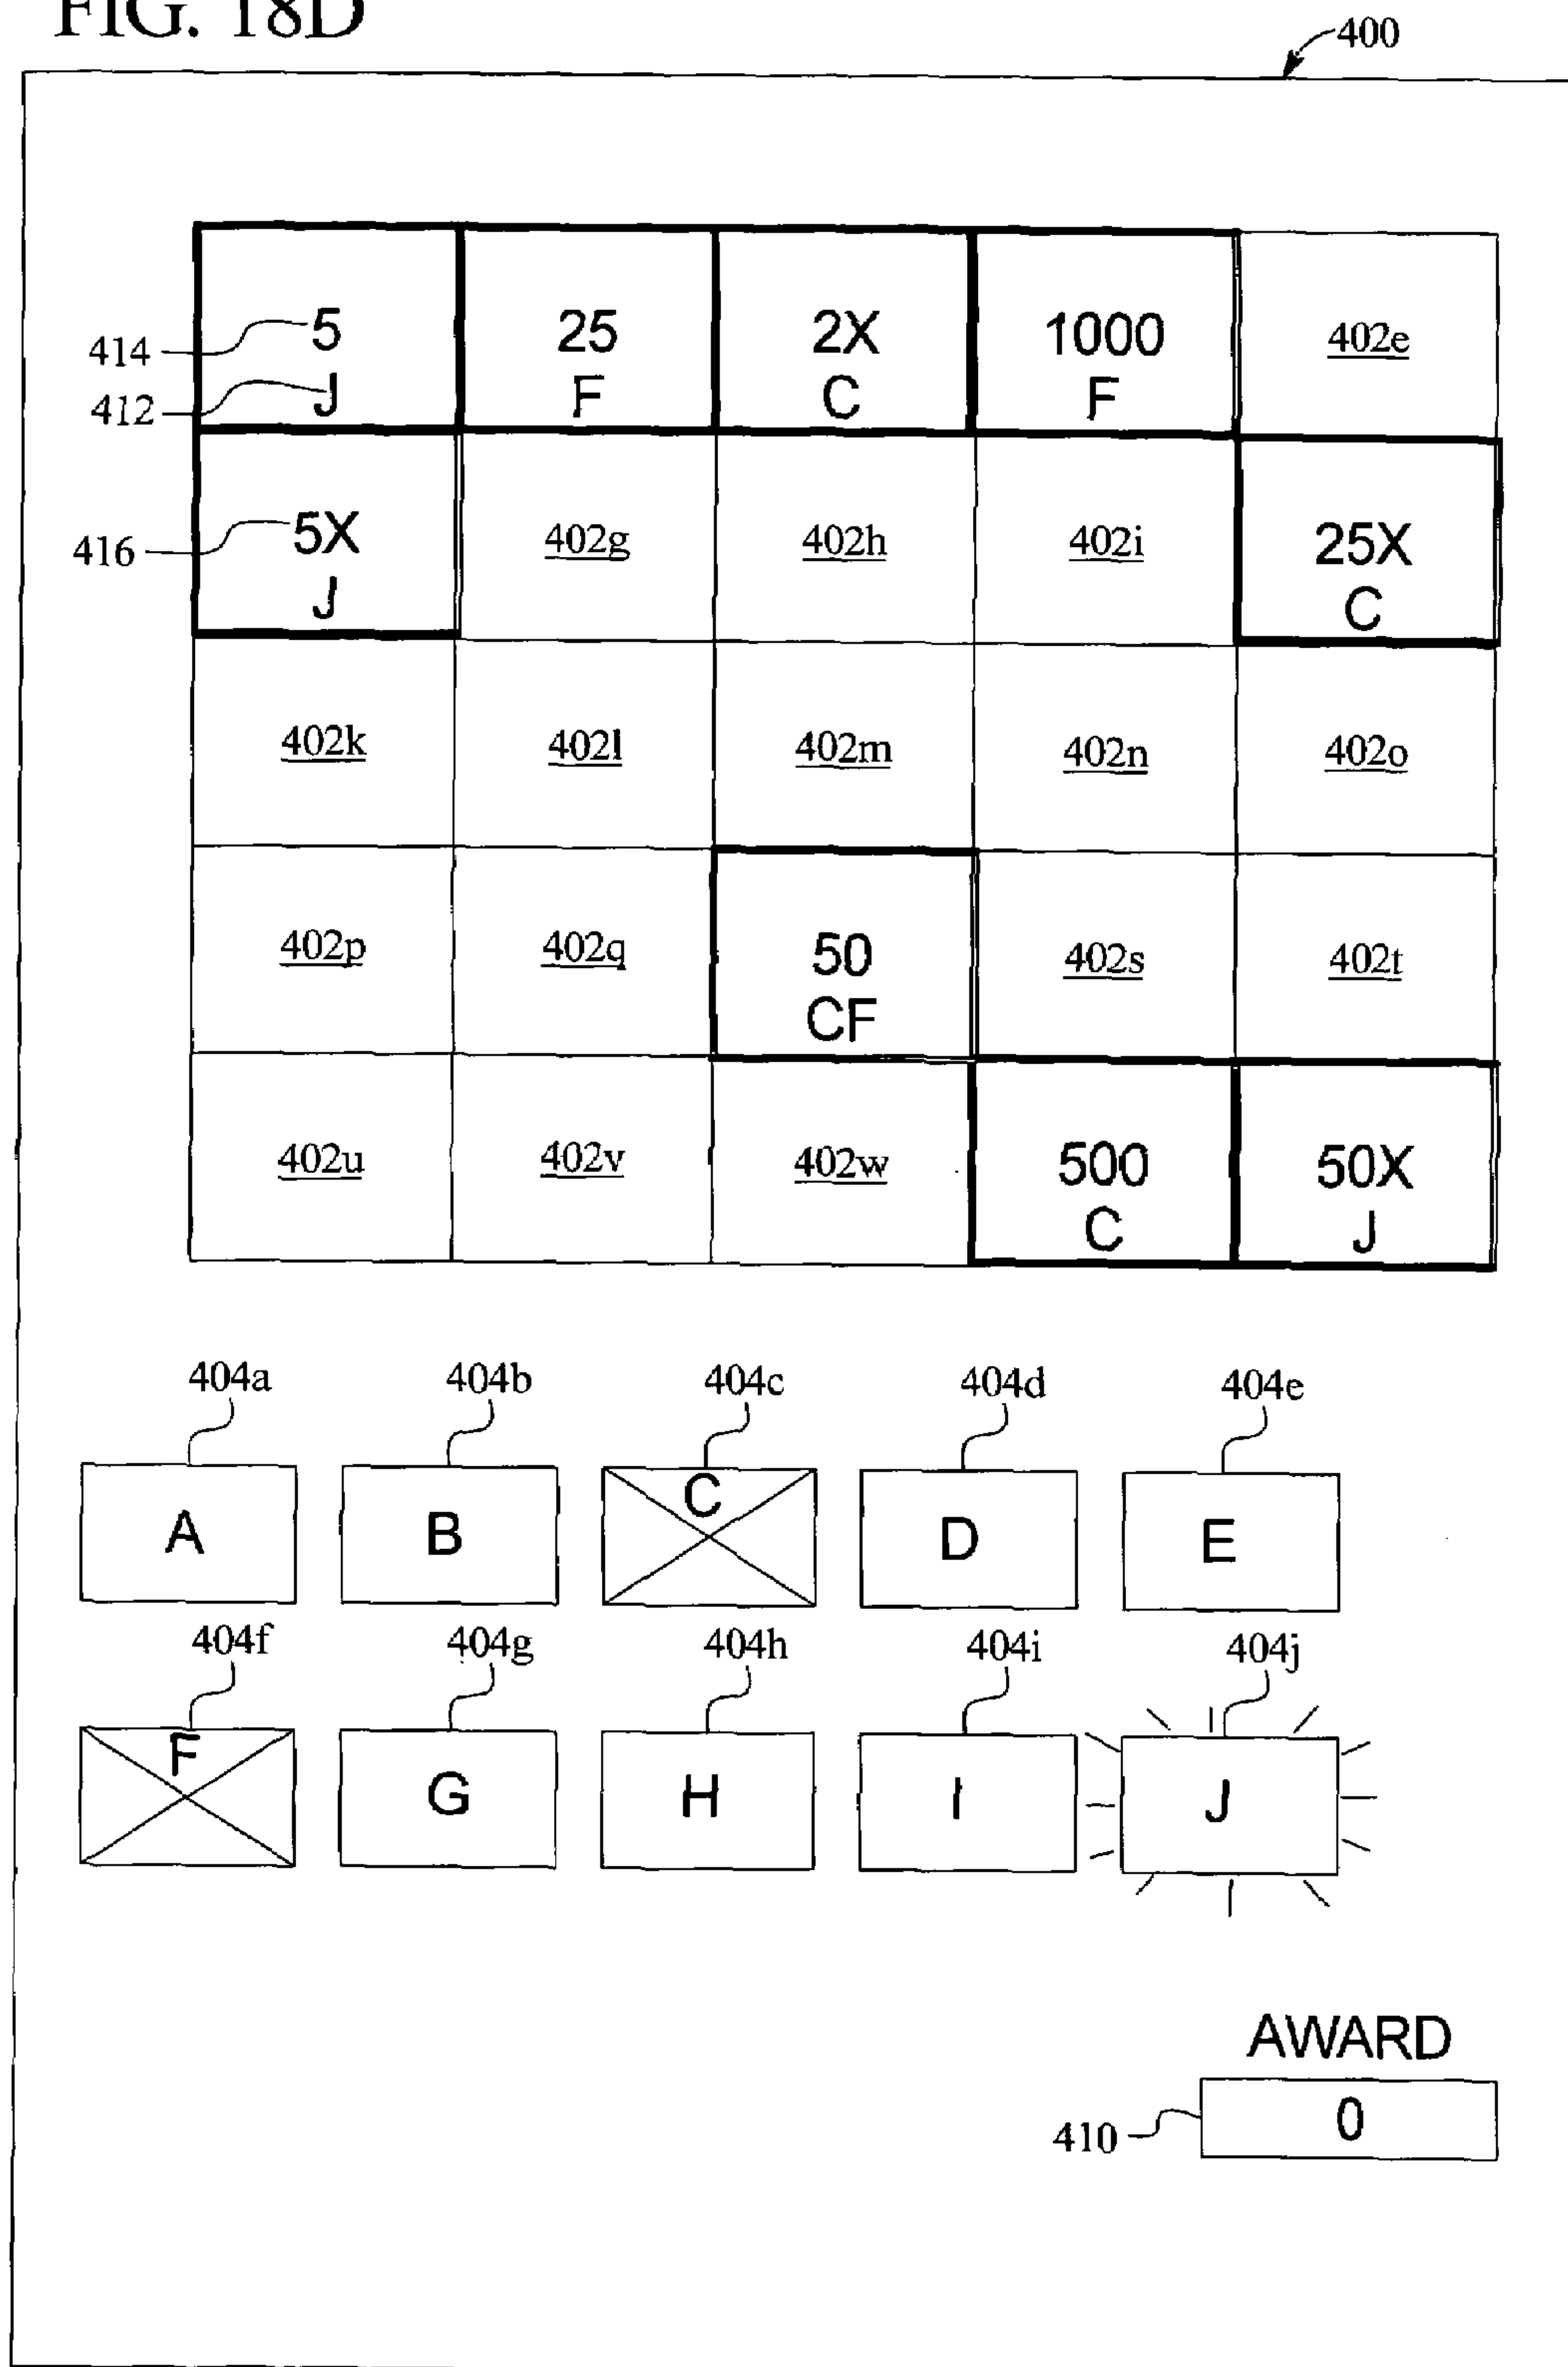 FIG. 18D
400
5 25 2X 1000 402e
414
J F C F
412
5X 402g 402h 402i 25X
416
J C
402k 402l 402m 402n 402o
402p 402q 50 402s 402t
CF
402u 402v 402w 500 50X
C J
404a 404b 404c 404d 404e
A B C D E
404f 404g 404h 404i 404j
F G H I J
AWARD
410 0